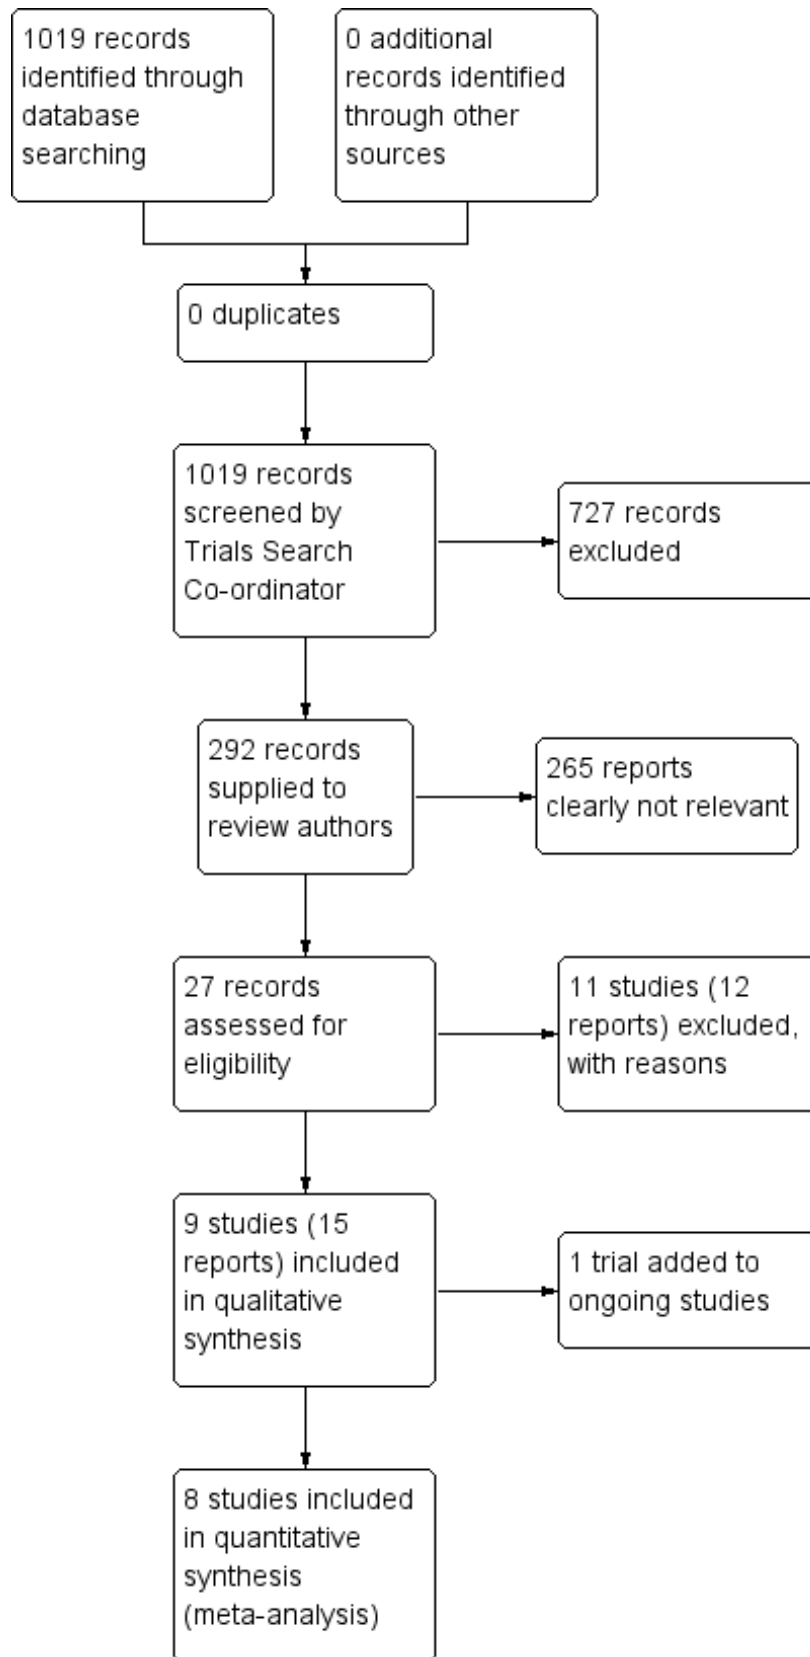 1019 records
identified through
database
searching
0 additional
records identified
through other
sources
0 duplicates
1019 records
screened by
Trials Search
Co-ordinator
727 records
excluded
292 records
supplied to
review authors
265 reports
clearly not relevant
27 records
assessed for
eligibility
11 studies (12
reports) excluded,
with reasons
9 studies (15
reports) included
in qualitative
synthesis
1 trial added to
ongoing studies
8 studies included
in quantitative
synthesis
(meta-analysis)